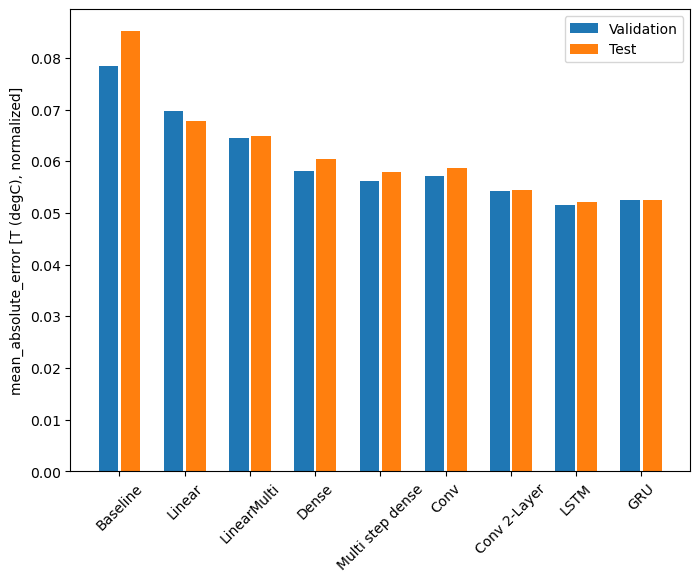 Validation
Test
mean_absolute_error [T (degC), normalized]
0.08
0.07
0.06
0.05
0.04
0.03
0.02
0.01
0.00
Baseline
Linear
LinearMulti
Dense
Multi step dense
Conv
Conv 2-Layer
LSTM
GRU